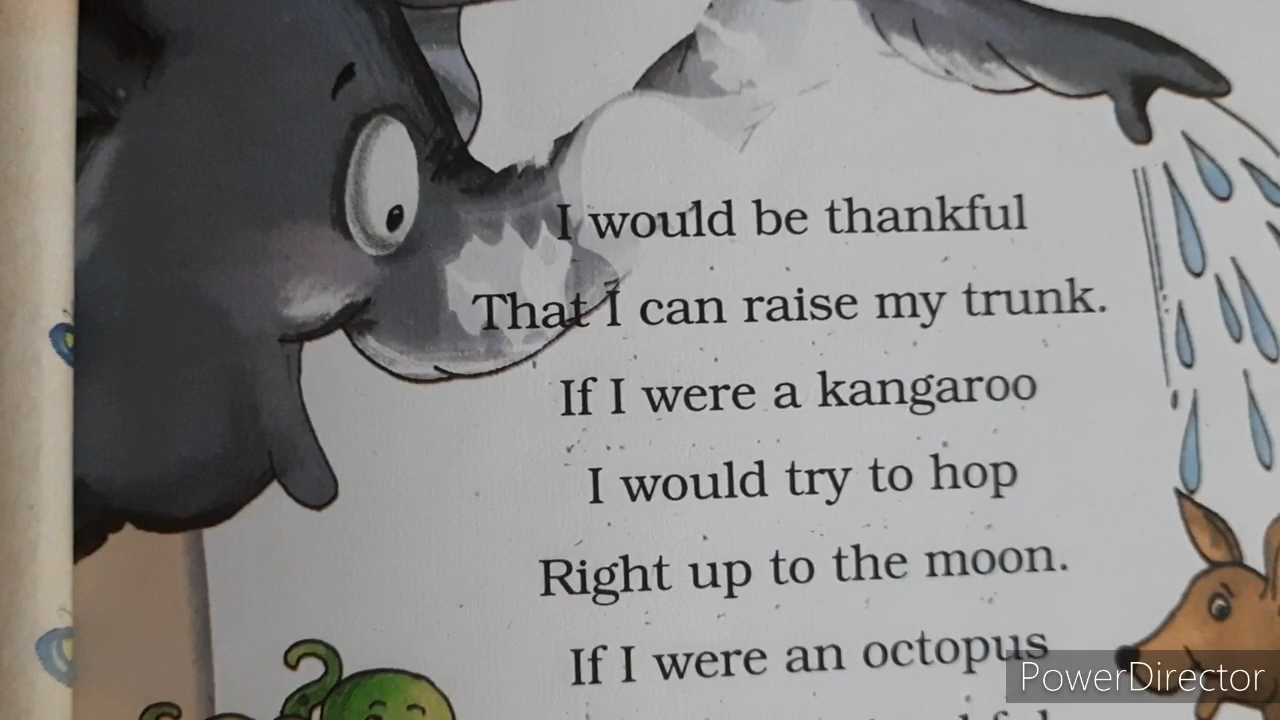 I would be thankful
That I can raise my trunk.
If I were a kangaroo
I would try to hop
Right up to the moon.
If I were an octopus
PowerDirector